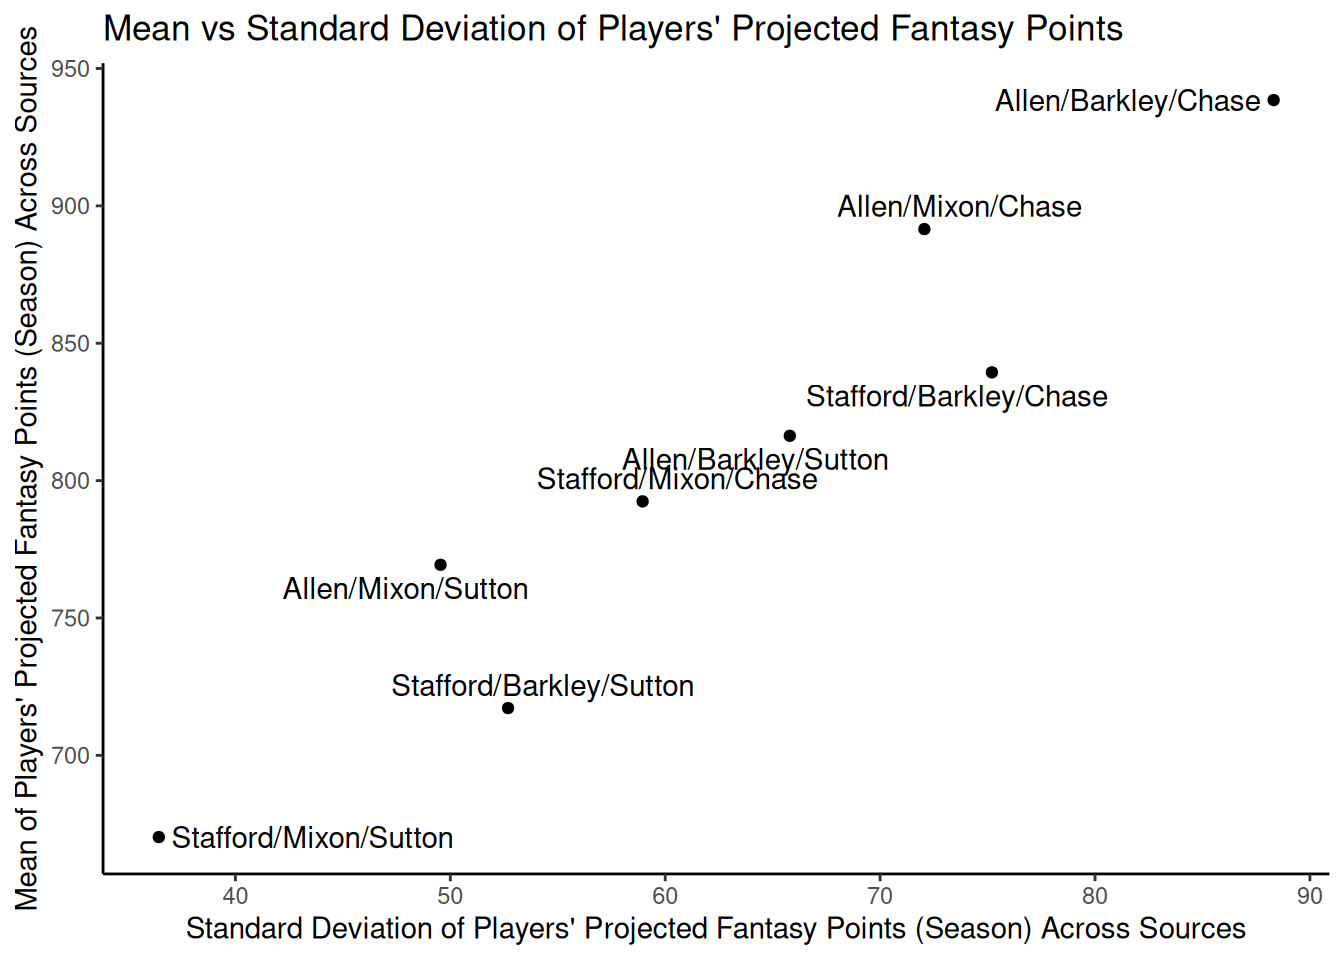 Mean vs Standard Deviation of Players' Projected Fantasy Points
Mean of Players' Projected Fantasy Points (Season) Across Sources
950
900
850
800
750
700
Allen/Barkley/Chase
Allen/Mixon/Chase
Stafford/Barkley/Chase
Allen/Barkley/Sutton
Stafford/Mixon/Chase
Allen/Mixon/Sutton
Stafford/Barkley/Sutton
Stafford/Mixon/Sutton
40 50 60 70 80 90
Standard Deviation of Players' Projected Fantasy Points (Season) Across Sources